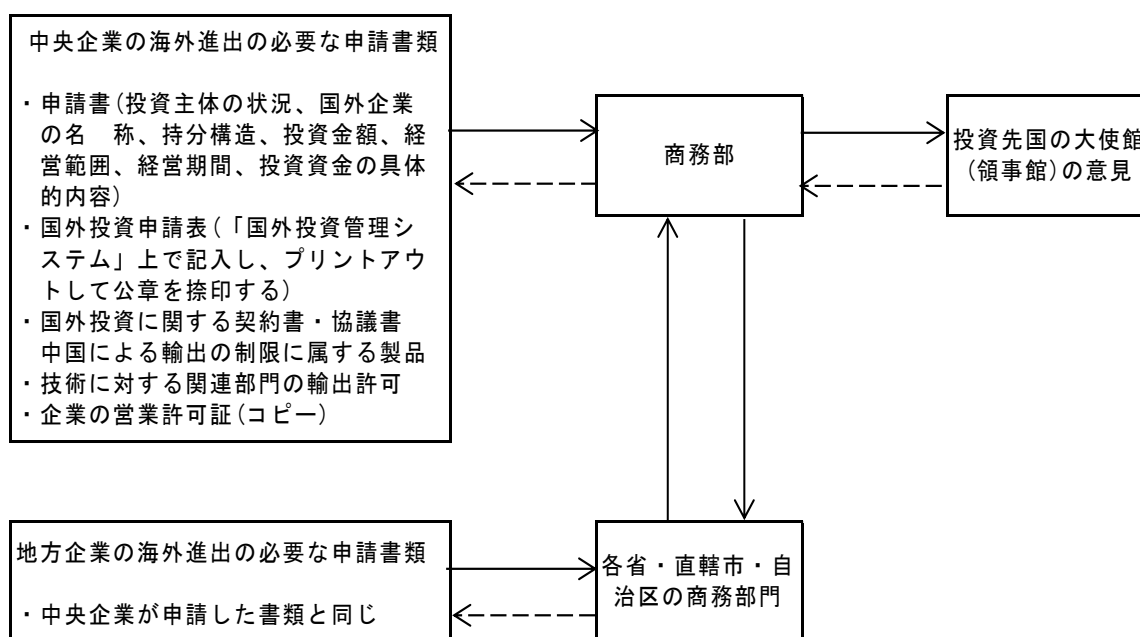 中央企業の海外進出の必要な申請書類
・申請書(投資主体の状況、国外企業
の名　称、持分構造、投資金額、経
営範囲、経営期間、投資資金の具体
的内容)
・国外投資申請表(「国外投資管理シ
ステム」上で記入し、プリントアウ
トして公章を捺印する)
・国外投資に関する契約書・協議書
中国による輸出の制限に属する製品
・技術に対する関連部門の輸出許可
・企業の営業許可証(コピー)
商務部
投資先国の大使館
(領事館)の意見
地方企業の海外進出の必要な申請書類
・中央企業が申請した書類と同じ
各省・直轄市・自
治区の商務部門